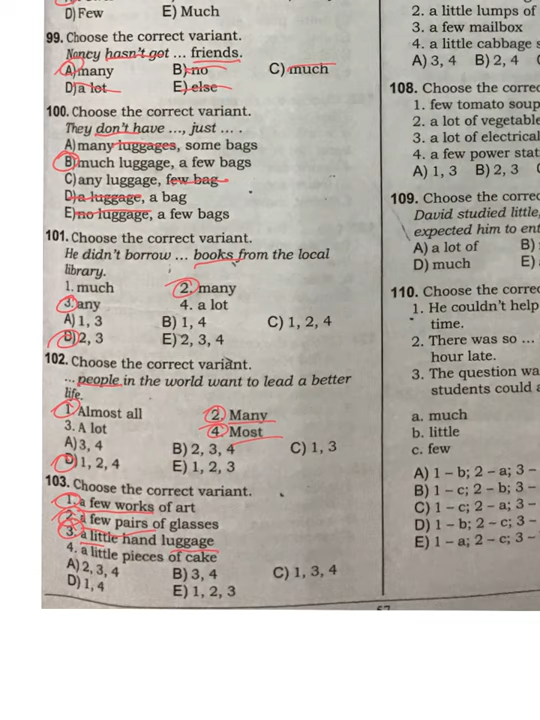 D) Few E) Much
99. Choose the correct variant.
Nancy hasn't got ... friends.
A) many B) no C) much
D) a lot E) else
100. Choose the correct variant.
They don't have ..., just ... .
A) many luggages, some bags
B) much luggage, a few bags
C) any luggage, few bag
D) a luggage, a bag
E) no luggage, a few bags
101. Choose the correct variant.
He didn't borrow ... books from the local
library.
1. much 2. many
3. any 4. a lot
A) 1, 3 B) 1, 4 C) 1, 2, 4
D) 2, 3 E) 2, 3, 4
102. Choose the correct variant.
... people in the world want to lead a better
life.
1. Almost all 2. Many
3. A lot 4. Most
A) 3, 4 B) 2, 3, 4 C) 1, 3
D) 1, 2, 4 E) 1, 2, 3
103. Choose the correct variant.
1. a few works of art
2. a few pairs of glasses
3. a little hand luggage
4. a little pieces of cake
A) 2, 3, 4 B) 3, 4 C) 1, 3, 4
D) 1, 4 E) 1, 2, 3
2. a little lumps of
3. a few mailbox
4. a little cabbage
A) 3, 4 B) 2, 4
108. Choose the
1. few tomato soup
2. a lot of
3. a lot of electrical
4. a few power
A) 1, 3 B) 2, 3
109. Choose the
David studied little,
expected him to
A) a lot of B)
D) much E)
110. Choose the
1. He couldn't help
time.
2. There was so ...
hour late.
3. The question
students could
a. much
b. little
c. few
A) 1 – b; 2 – a; 3 –
B) 1 – c; 2 – b; 3 –
C) 1 – c; 2 – a; 3 –
D) 1 – b; 2 – c; 3 –
E) 1 – a; 2 – c; 3 –